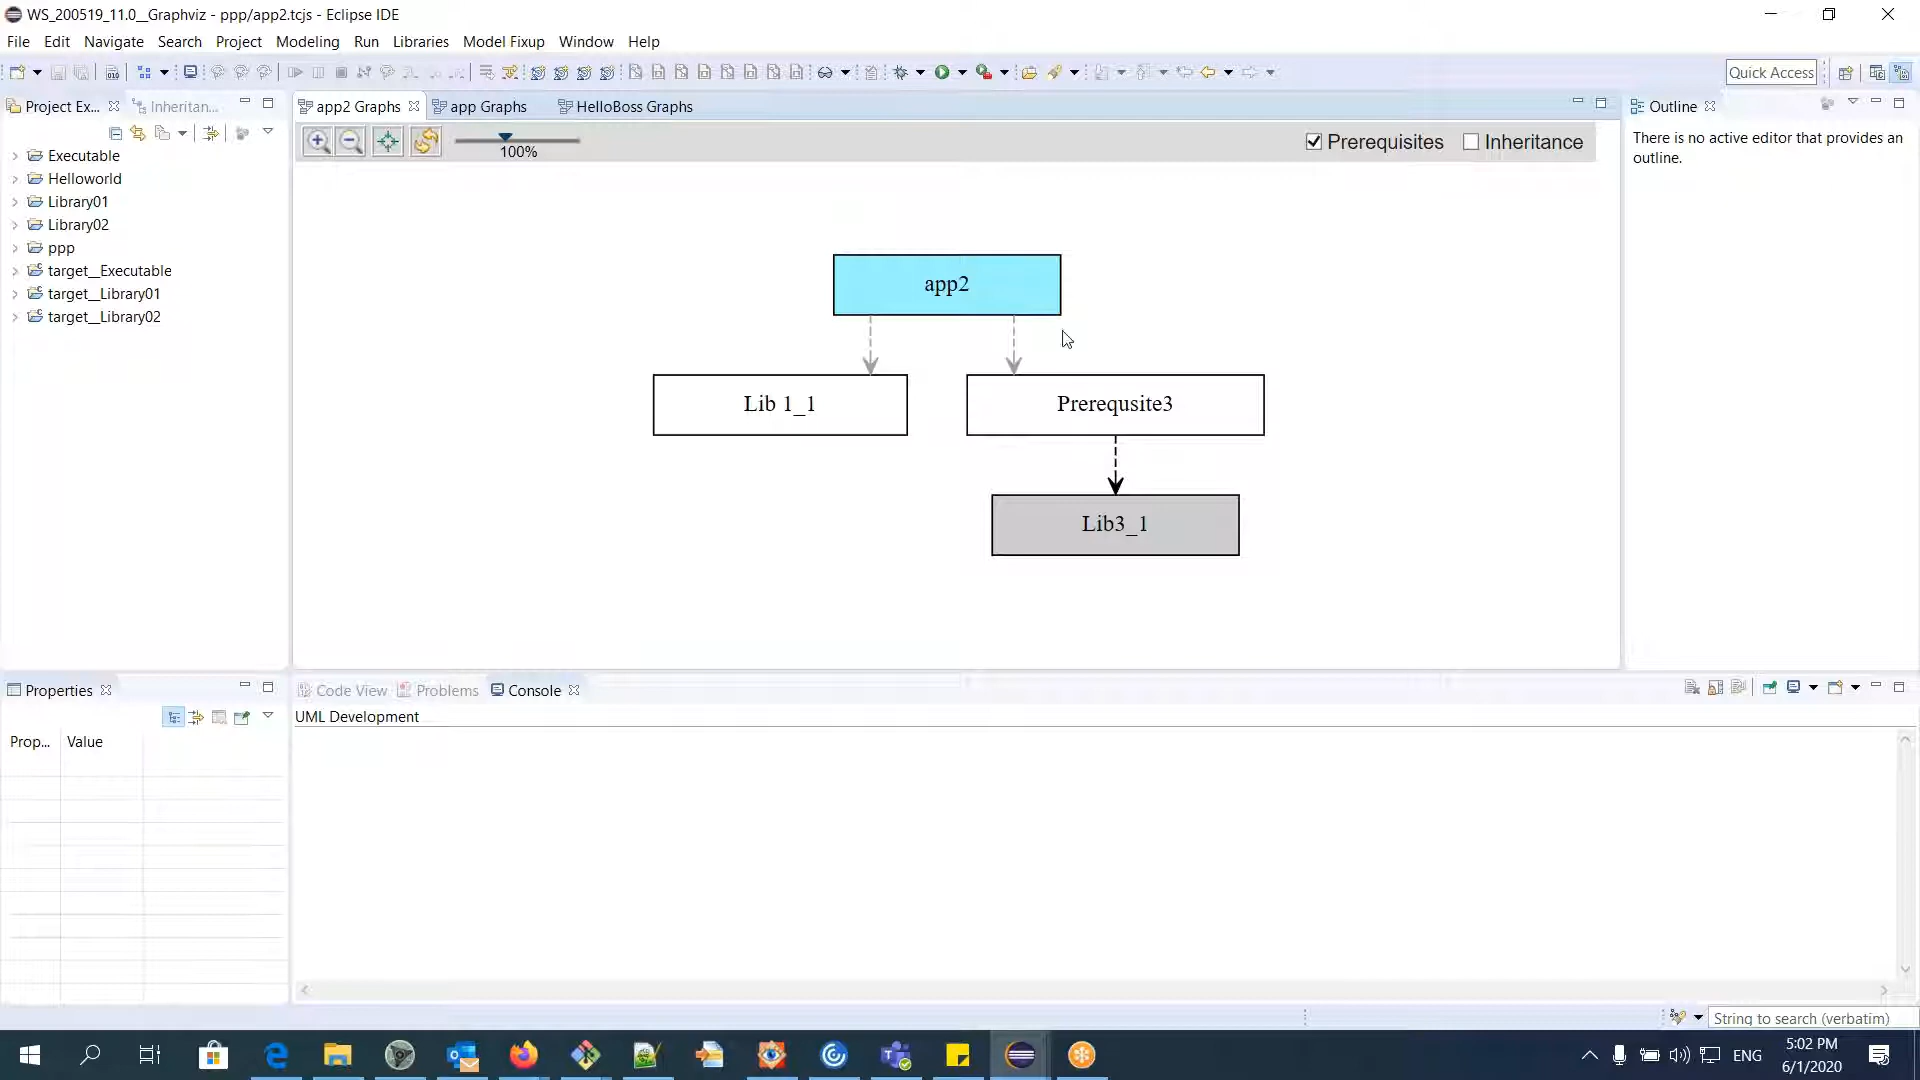 WS_200519_11.0__Graphviz - ppp/app2.tcjs - Eclipse IDE
File Edit Navigate Search Project Modeling Run Libraries Model Fixup Window Help
Quick Access
Project Ex... Inheritan...
app2 Graphs app Graphs HelloBoss Graphs
Outline
100%
Prerequisites Inheritance
There is no active editor that provides an
outline.
Executable
Helloworld
Library01
Library02
ppp
target__Executable
target__Library01
target__Library02
app2
Lib 1_1
Prerequsite3
Lib3_1
Properties
Code View Problems Console
UML Development
Prop... Value
String to search (verbatim)
ENG
5:02 PM
6/1/2020